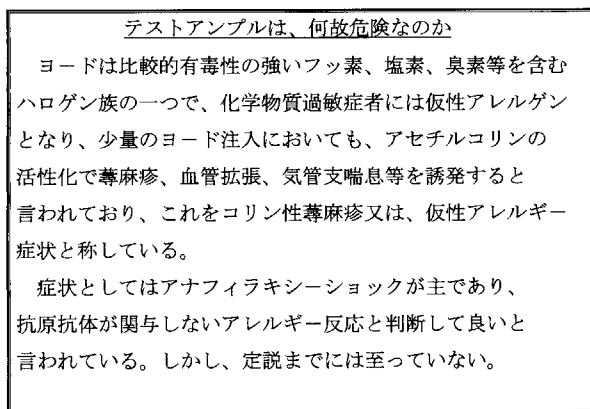 テストアンプルは、何故危険なのか
ヨードは比較的有毒性の強いフッ素、塩素、臭素等を含む
ハロゲン族の一つで、化学物質過敏症者には仮性アレルゲン
となり、少量のヨード注入においても、アセチルコリンの
活性化で蕁麻疹、血管拡張、気管支喘息等を誘発すると
言われており、これをコリン性蕁麻疹又は、仮性アレルギー
症状と称している。
症状としてはアナフィラキシーショックが主であり、
抗原抗体が関与しないアレルギー反応と判断して良いと
言われている。しかし、定説までには至っていない。